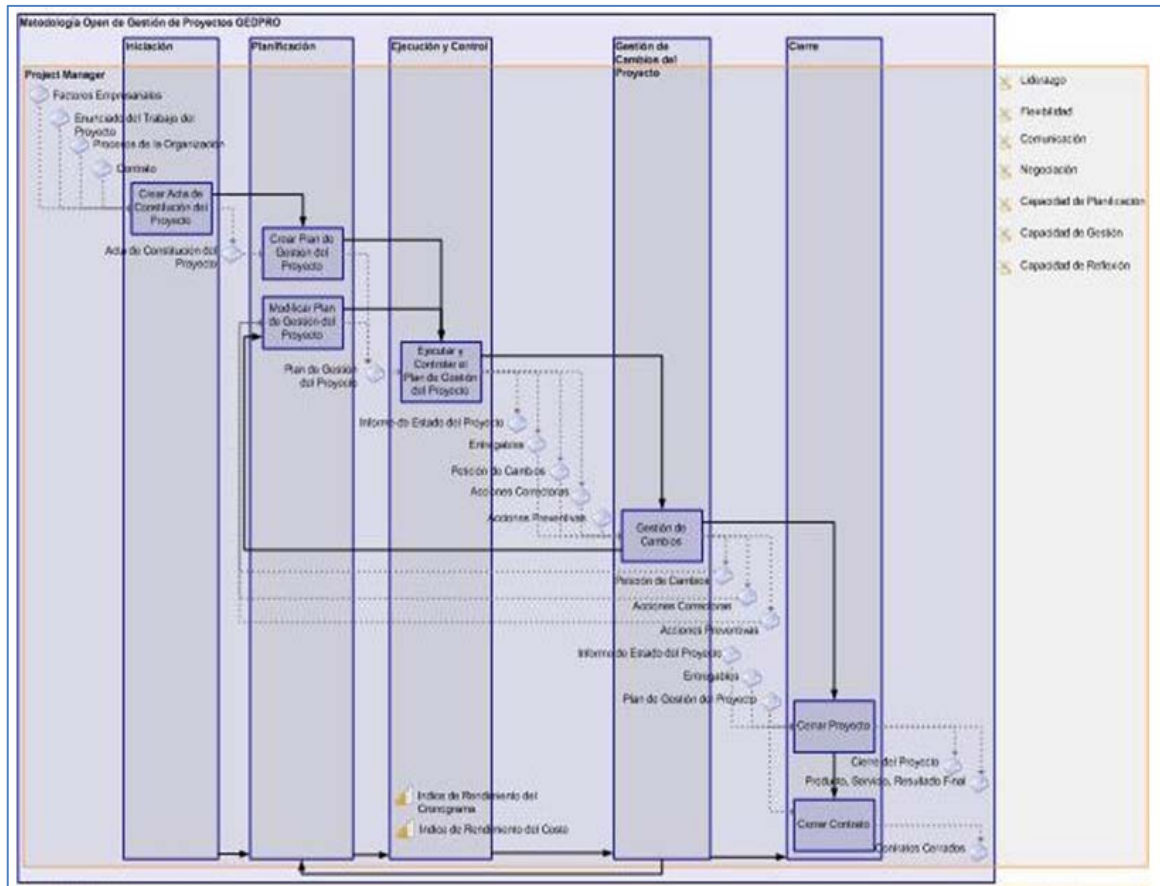 Metodología Open de Gestión de Proyectos GEDPRO
Iniciación
Planificación
Ejecución y Control
Gestión de
Cambios del
Proyecto
Cierre
Project Manager
Factores Empresariales
Enunciado del Trabajo del
Proyecto
Procesos de la Organización
Contrato
Crear Acta de
Constitución del
Proyecto
Acta de Constitución del
Proyecto
Crear Plan de
Gestión del
Proyecto
Modificar Plan
de Gestión del
Proyecto
Plan de Gestión
del Proyecto
Ejecutar y
Controlar el
Plan de Gestión
del Proyecto
Informe de Estado del Proyecto
Entregables
Petición de Cambios
Acciones Correctoras
Acciones Preventivas
Gestión de
Cambios
Petición de Cambios
Acciones Correctoras
Acciones Preventivas
Informe de Estado del Proyecto
Entregables
Plan de Gestión del Proyecto
Cerrar Proyecto
Cierre del Proyecto
Producto, Servicio, Resultado Final
Cerrar Contrato
Contratos Cerrados
Indice de Rendimiento del
Cronograma
Indice de Rendimiento del Costo
Liderazgo
Flexibilidad
Comunicación
Negociación
Capacidad de Planificación
Capacidad de Gestión
Capacidad de Reflexión